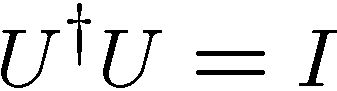 U†U = I